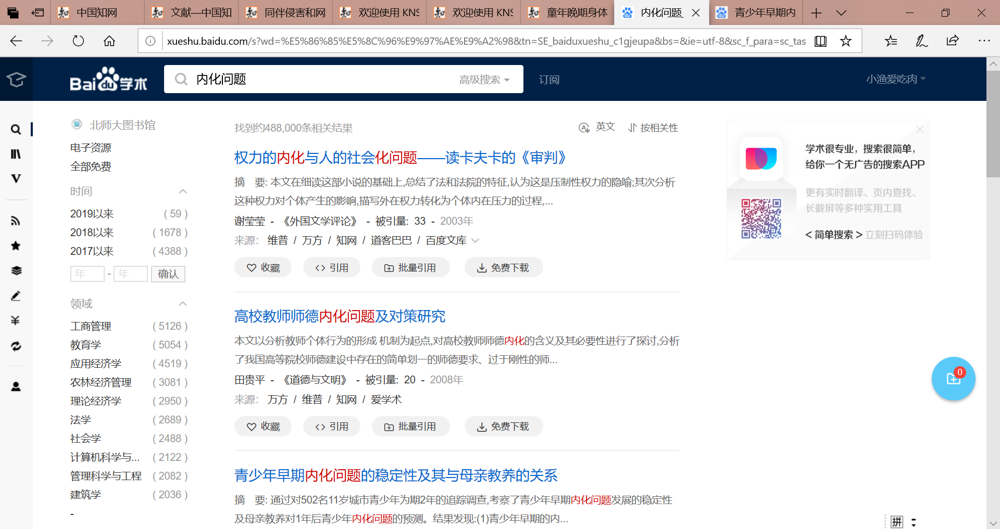 中国知网
文献—中国知
同伴侵害和网
欢迎使用 KNS
欢迎使用 KNS
童年晚期身体
内化问题_
青少年早期内
xueshu.baidu.com/s?wd=%E5%86%85%E5%8C%96%E9%97%AE%E9%A2%98&tn=SE_baiduxueshu_c1gjeupa&bs=&ie=utf-8&sc_f_para=sc_tas
Bai du 学术
内化问题
高级搜索
订阅
小渔爱吃肉
北师大图书馆
电子资源
全部免费
时间
2019以来 ( 59 )
2018以来 ( 1678 )
2017以来 ( 4388 )
年 - 年 确认
领域
工商管理 ( 5126 )
教育学 ( 5054 )
应用经济学 ( 4519 )
农林经济管理 ( 3081 )
理论经济学 ( 2950 )
法学 ( 2689 )
社会学 ( 2488 )
计算机科学与... ( 2122 )
管理科学与工程 ( 2082 )
建筑学 ( 2036 )
-
找到约488,000条相关结果
英文 按相关性
权力的内化与人的社会化问题——读卡夫卡的《审判》
摘 要: 本文在细读这部小说的基础上,总结了法和法院的特征,认为这是压制性权力的隐喻;其次分析
这种权力对个体产生的影响,描写外在权力转化为个体内在压力的过程,...
谢莹莹 - 《外国文学评论》 - 被引量: 33 - 2003年
来源: 维普 / 万方 / 知网 / 道客巴巴 / 百度文库
收藏 <> 引用 批量引用 免费下载
高校教师师德内化问题及对策研究
本文以分析教师个体行为的形成 机制为起点,对高校教师师德内化的含义及其必要性进行了探讨,分析
了我国高等院校师德建设中存在的简单划一的师德要求、过于刚性的师...
田贵平 - 《道德与文明》 - 被引量: 20 - 2008年
来源: 万方 / 维普 / 知网 / 爱学术
收藏 <> 引用 批量引用 免费下载
青少年早期内化问题的稳定性及其与母亲教养的关系
摘 要: 通过对502名11岁城市青少年为期2年的追踪调查,考察了青少年早期内化问题发展的稳定性
及母亲教养对1年后青少年内化问题的预测。结果发现:(1)青少年早期的内...
学术很专业，搜索很简单，
给你一个无广告的搜索APP
更有实时翻译、页内查找、
长截屏等多种实用工具
< 简单搜索 > 立刻扫码体验
0
拼